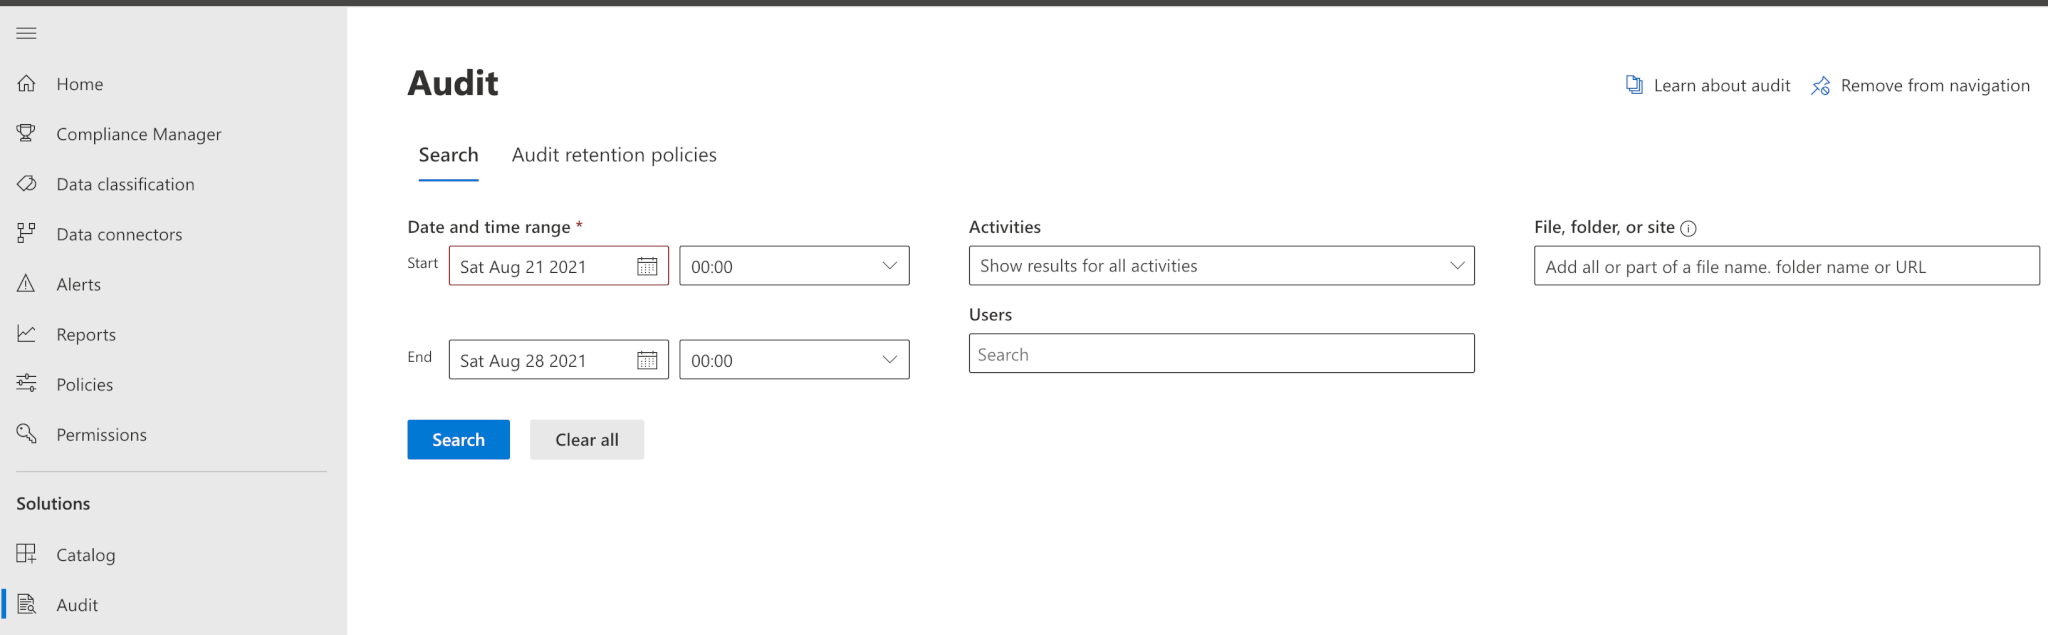 Home
Compliance Manager
Data classification
Data connectors
Alerts
Reports
Policies
Permissions
Solutions
Catalog
Audit
Audit
Learn about audit
Remove from navigation
Search
Audit retention policies
Date and time range *
Start
Sat Aug 21 2021
00:00
End
Sat Aug 28 2021
00:00
Activities
Show results for all activities
Users
Search
File, folder, or site
Add all or part of a file name. folder name or URL
Search
Clear all